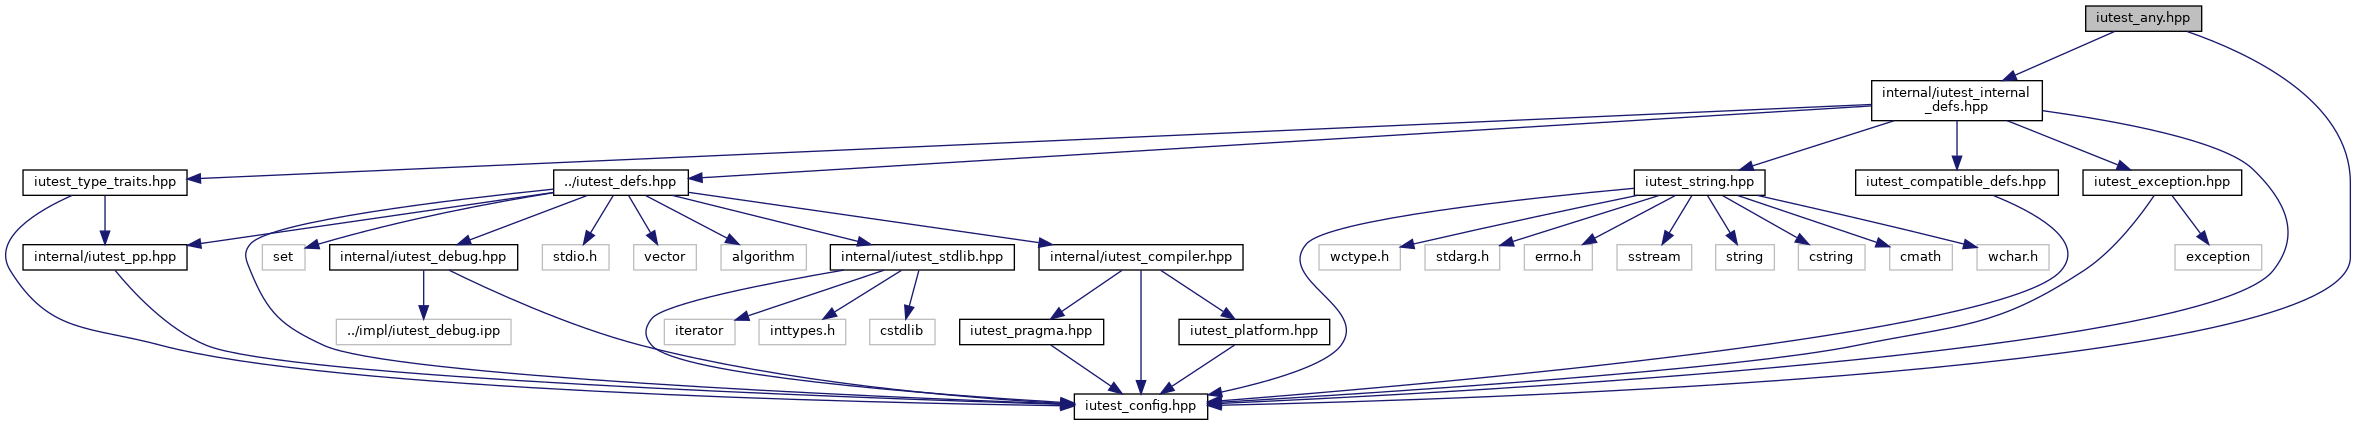 iutest_any.hpp
internal/iutest_internal
_defs.hpp
iutest_type_traits.hpp
../iutest_defs.hpp
iutest_string.hpp
iutest_compatible_defs.hpp
iutest_exception.hpp
internal/iutest_pp.hpp
set
internal/iutest_debug.hpp
stdio.h
vector
algorithm
internal/iutest_stdlib.hpp
internal/iutest_compiler.hpp
wctype.h
stdarg.h
errno.h
sstream
string
cstring
cmath
wchar.h
exception
../impl/iutest_debug.ipp
iterator
inttypes.h
cstdlib
iutest_pragma.hpp
iutest_platform.hpp
iutest_config.hpp